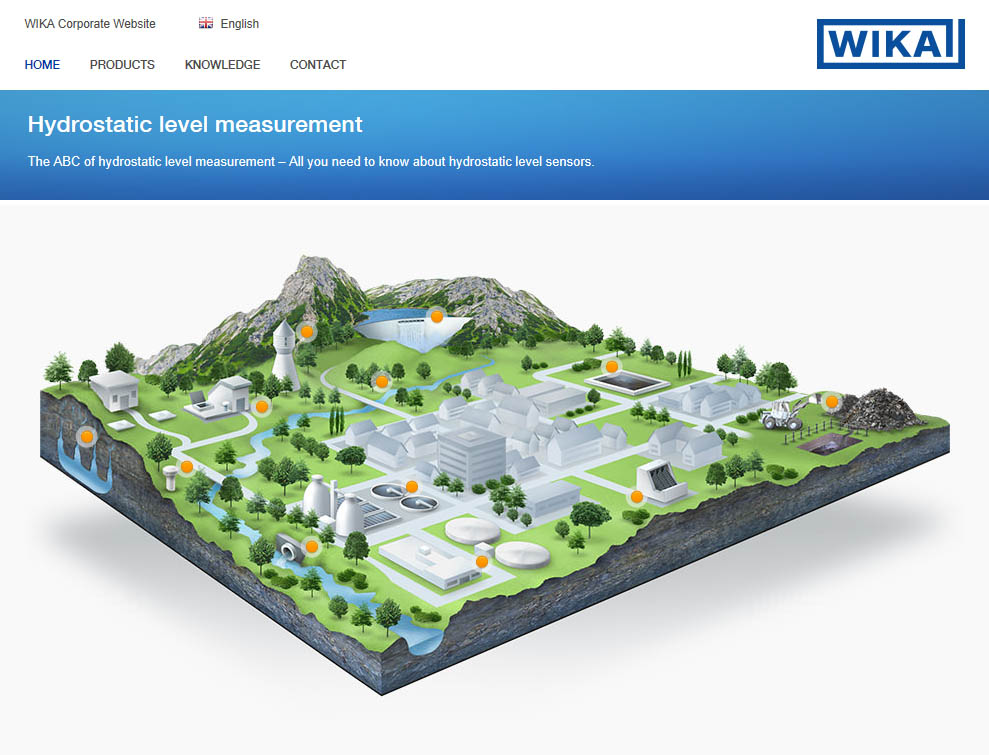 WIKA Corporate Website English
HOME PRODUCTS KNOWLEDGE CONTACT
WIKA
Hydrostatic level measurement
The ABC of hydrostatic level measurement – All you need to know about hydrostatic level sensors.